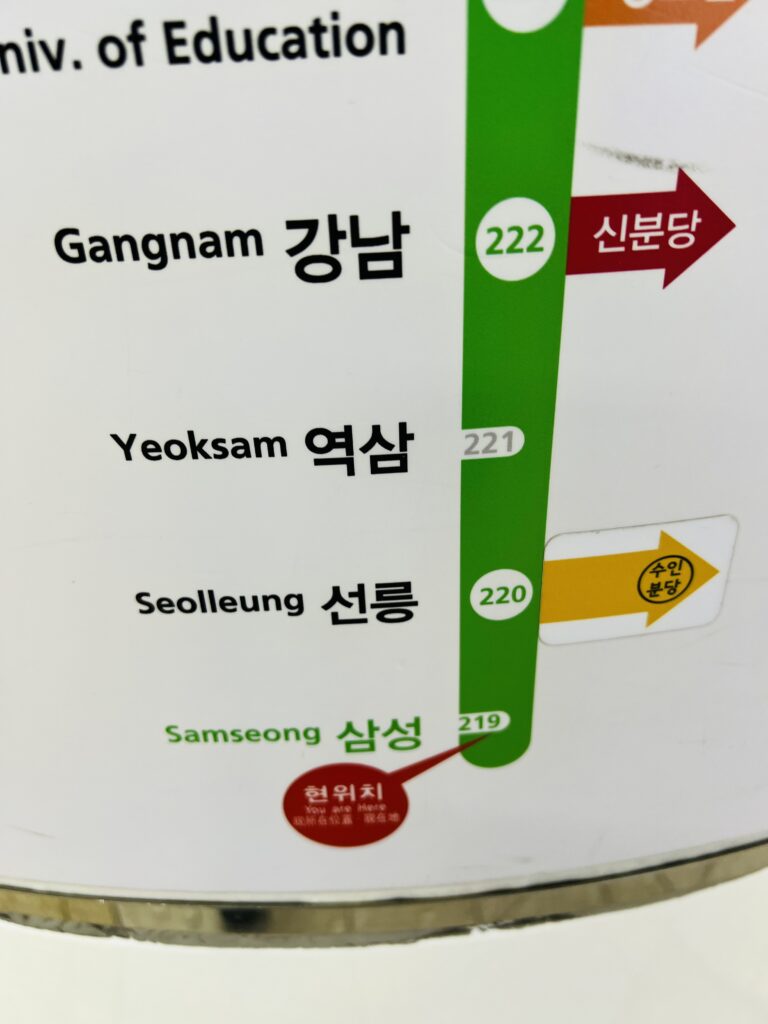 niv. of Education
Gangnam 강남 222 신분당
Yeoksam 역삼 221
Seolleung 선릉 220 수인
분당
Samseong 삼성 219
현위치
You are Here